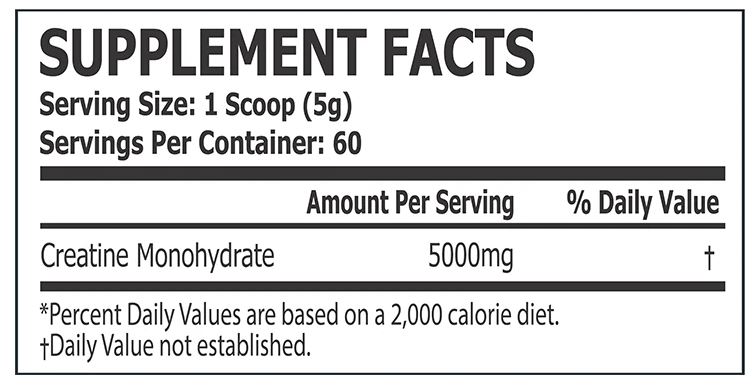 SUPPLEMENT FACTS
Serving Size: 1 Scoop (5g)
Servings Per Container: 60
Amount Per Serving % Daily Value
Creatine Monohydrate 5000mg †
*Percent Daily Values are based on a 2,000 calorie diet.
†Daily Value not established.